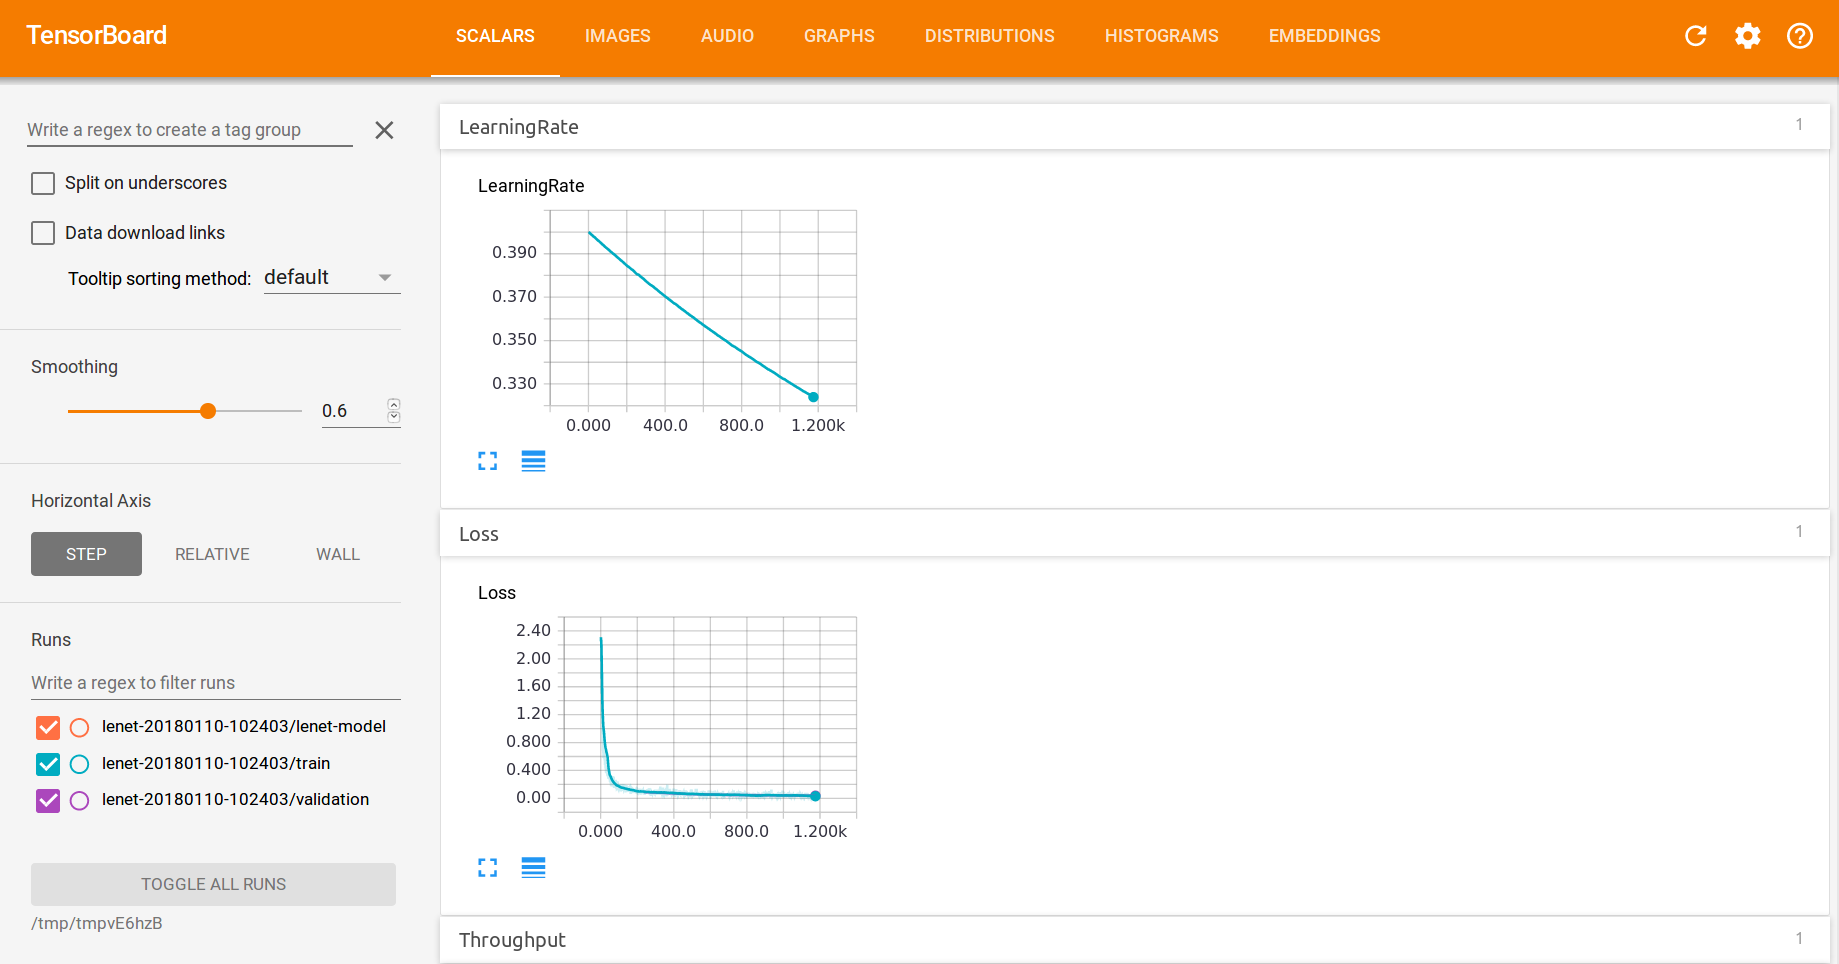 TensorBoard
SCALARS IMAGES AUDIO GRAPHS DISTRIBUTIONS HISTOGRAMS EMBEDDINGS
Write a regex to create a tag group
Split on underscores
Data download links
Tooltip sorting method: default
Smoothing
0.6
Horizontal Axis
STEP RELATIVE WALL
Runs
Write a regex to filter runs
lenet-20180110-102403/lenet-model
lenet-20180110-102403/train
lenet-20180110-102403/validation
TOGGLE ALL RUNS
/tmp/tmpvE6hzB
LearningRate 1
LearningRate
0.390
0.370
0.350
0.330
0.000 400.0 800.0 1.200k
Loss 1
Loss
2.40
2.00
1.60
1.20
0.800
0.400
0.00
0.000 400.0 800.0 1.200k
Throughput 1